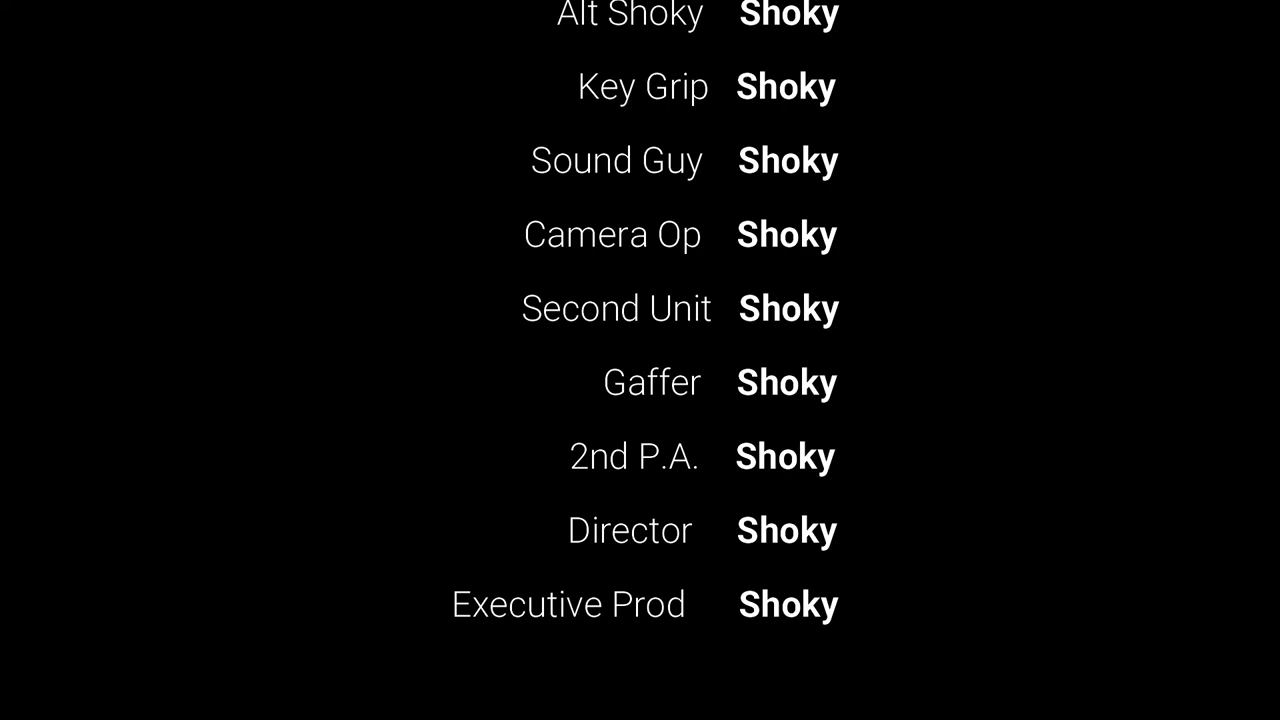 Alt Shoky Shoky
Key Grip Shoky
Sound Guy Shoky
Camera Op Shoky
Second Unit Shoky
Gaffer Shoky
2nd P.A. Shoky
Director Shoky
Executive Prod Shoky